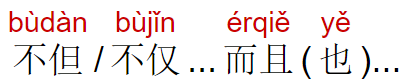 bùdàn bùjǐn érqiě yě
不但 / 不仅 ... 而且 ( 也 )...